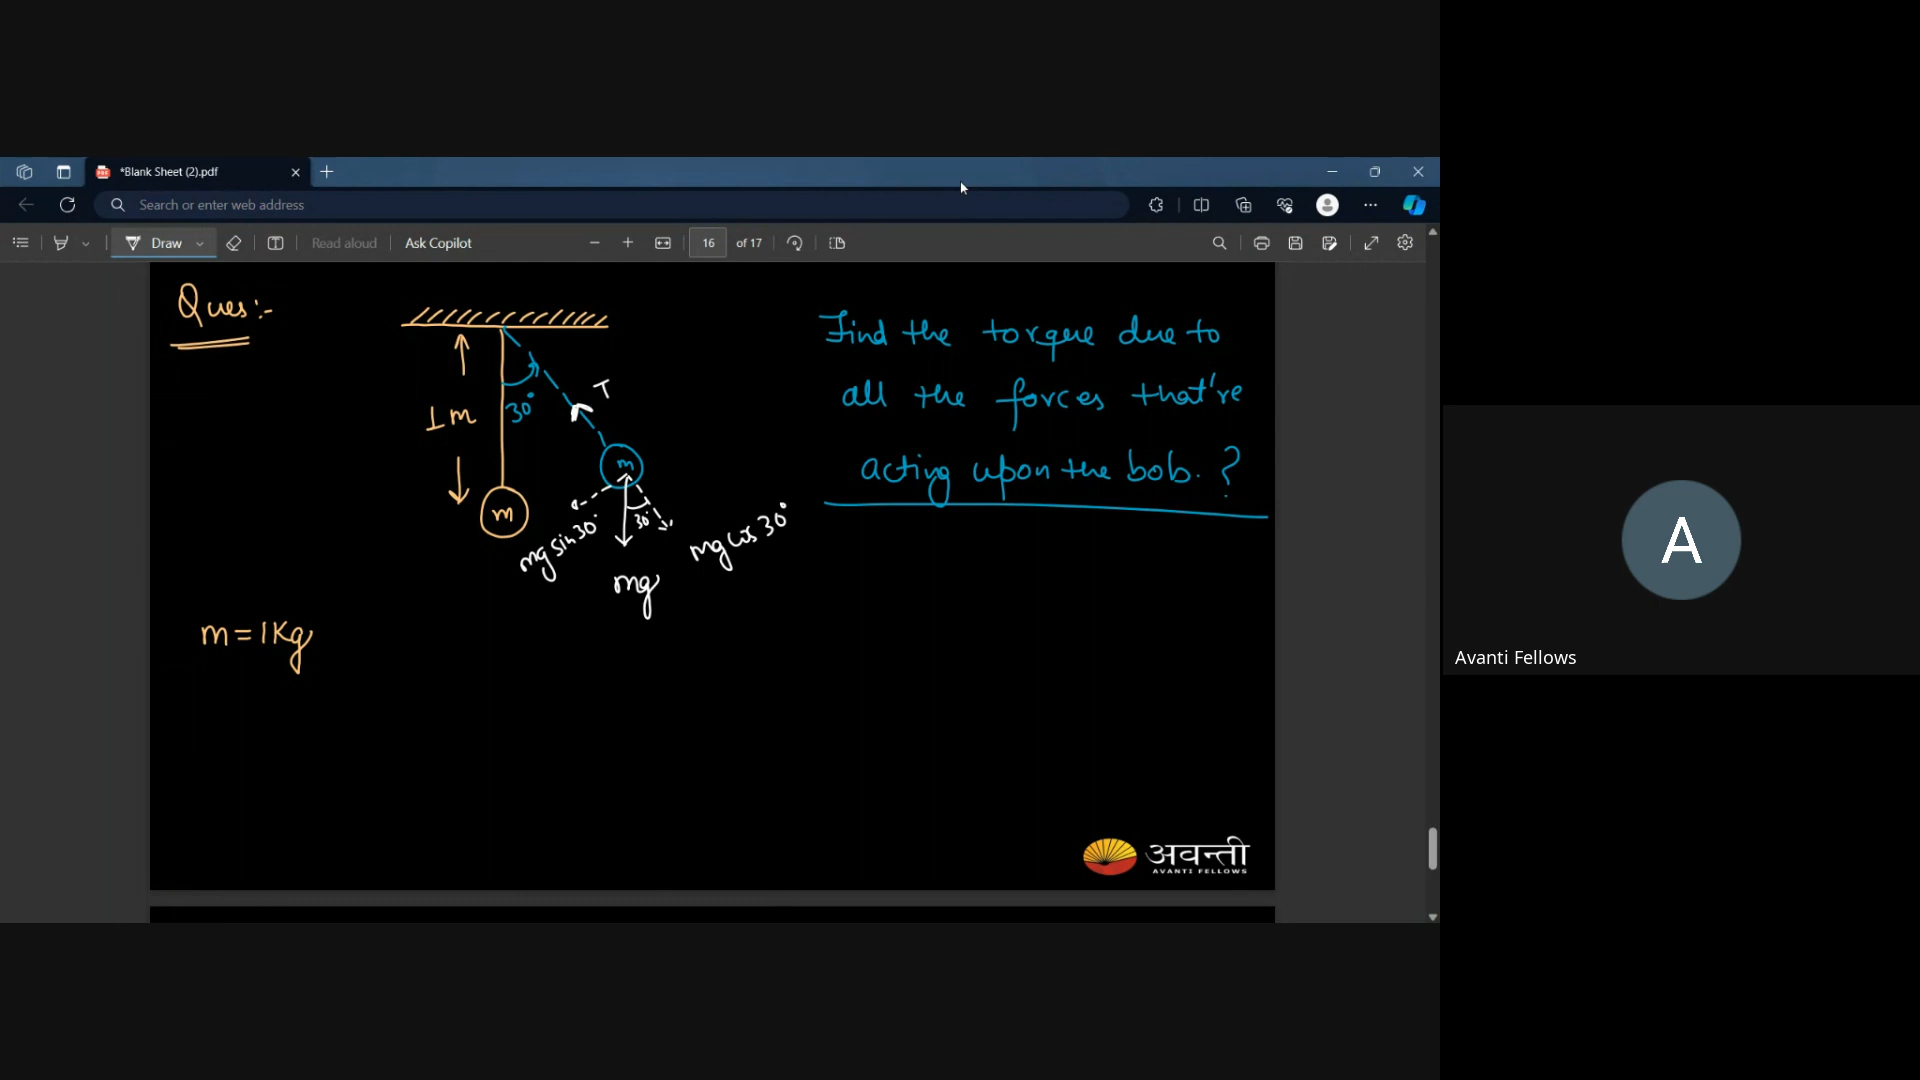 *Blank Sheet (2).pdf
Search or enter web address
Draw
Read aloud
Ask Copilot
16 of 17
Ques:-
Find the torque due to
all the forces that're
acting upon the bob. ?
T
30°
1m
m
m
30°
mg sin30°
mg cos 30°
mg
m = 1Kg
अवन्ती
AVANTI FELLOWS
A
Avanti Fellows